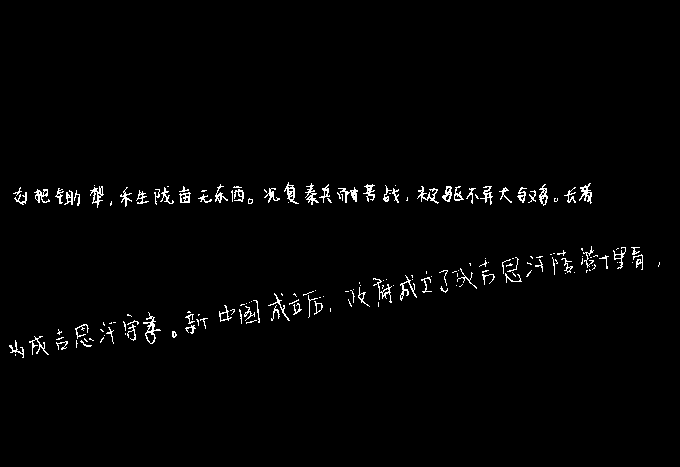 妇把锄犁,禾生陇亩无东西。况复秦兵耐苦战,被驱不异犬与鸡。长者
为成吉思汗守孝。新中国成立后,政府成立了成吉思汗陵管理局,